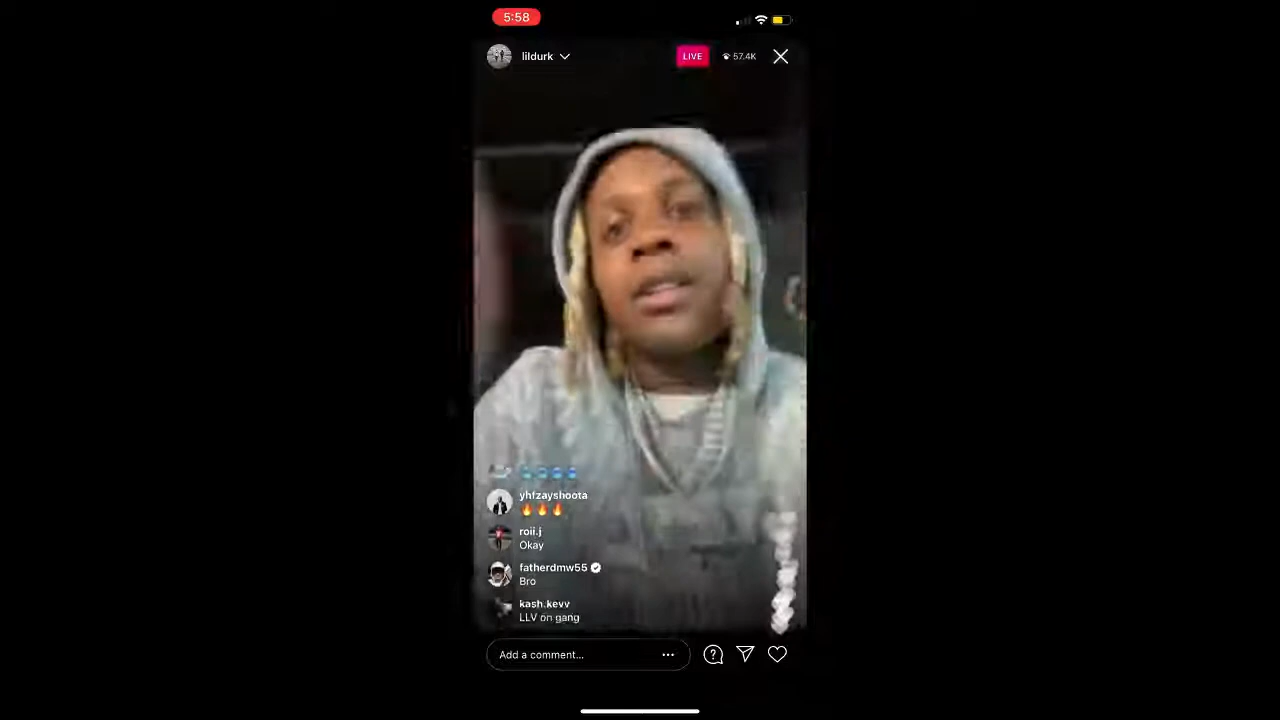 5:58
lildurk
LIVE
57.4K
yhfzayshoota
🔥🔥🔥
roii.j
Okay
fatherdmw55
Bro
kash.kevv
LLV on gang
Add a comment...